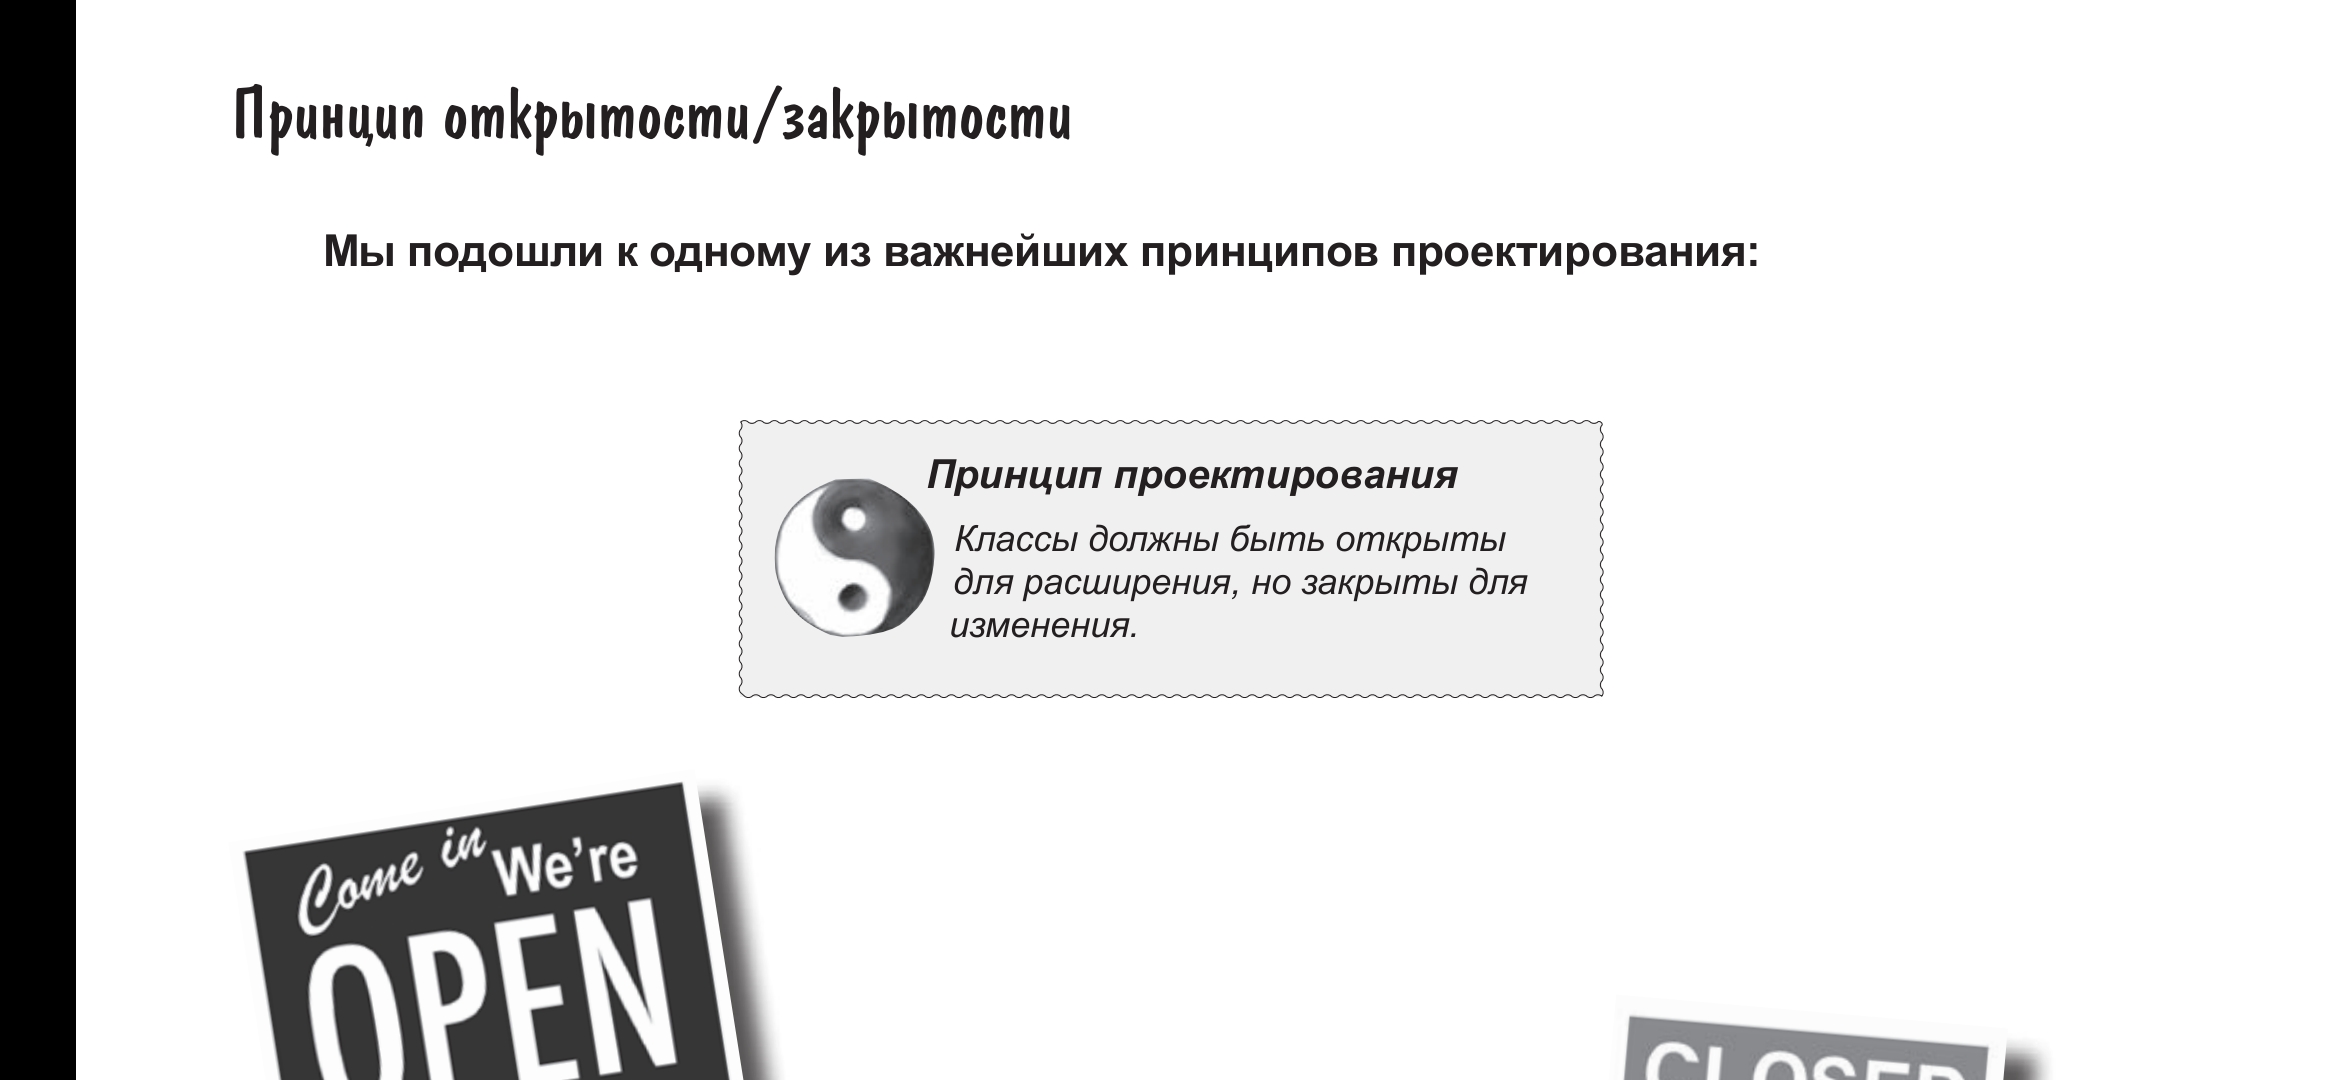 Принцип открытости/закрытости
Мы подошли к одному из важнейших принципов проектирования:
Принцип проектирования
Классы должны быть открыты
для расширения, но закрыты для
изменения.
Come in We’re
OPEN
CLOSED